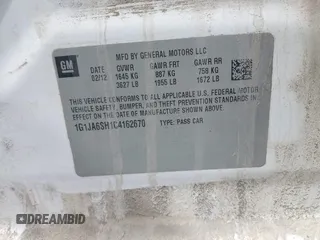 GM
MFD BY GENERAL MOTORS LLC
DATE GVWR GAWR FRT GAWR RR
02/12 1645 KG 887 KG 758 KG
3627 LB 1955 LB 1672 LB
THIS VEHICLE CONFORMS TO ALL APPLICABLE U.S.
FEDERAL MOTOR VEHICLE
SAFETY, BUMPER, AND THEFT PREVENTION STANDARDS
IN EFFECT ON THE DATE OF MANUFACTURE SHOWN ABOVE.
1G1JA6SH1C4162670 TYPE: PASS CAR
DREAMBID